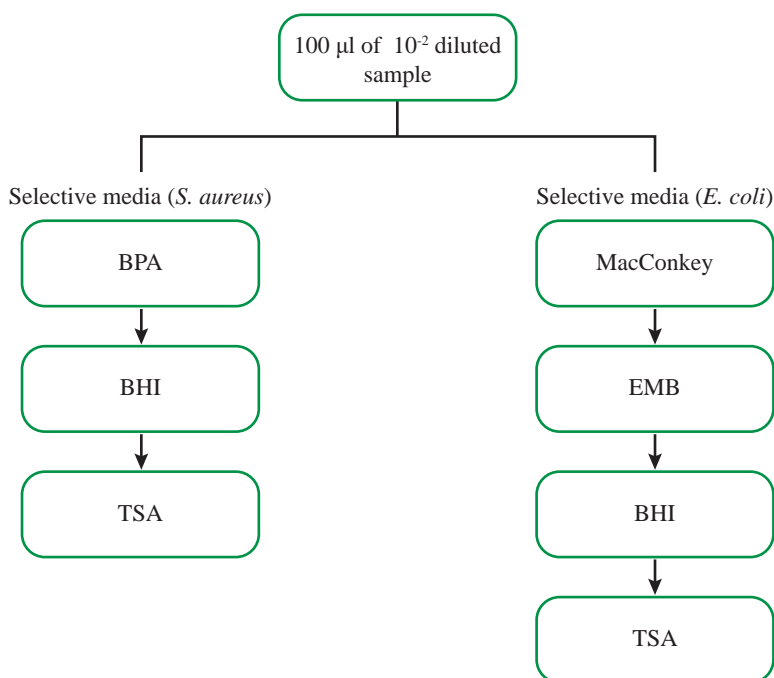 100 µl of 10⁻² diluted
sample
Selective media (S. aureus)
BPA
BHI
TSA
Selective media (E. coli)
MacConkey
EMB
BHI
TSA